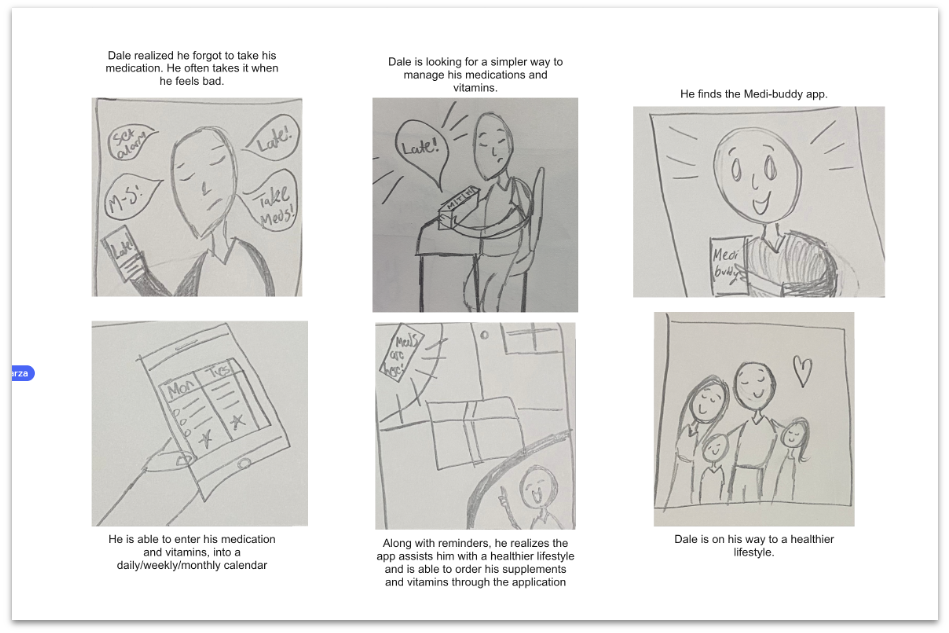 Dale realized he forgot to take his
medication. He often takes it when
he feels bad.
Dale is looking for a simpler way to
manage his medications and
vitamins.
He finds the Medi-buddy app.
Set
alarm
Late!
M-S!
Take
Meds!
Late!
Late!
Medi
buddy
Mon Tues
Meds
are
here!
arza
He is able to enter his medication
and vitamins, into a
daily/weekly/monthly calendar
Along with reminders, he realizes the
app assists him with a healthier lifestyle
and is able to order his supplements
and vitamins through the application
Dale is on his way to a healthier
lifestyle.